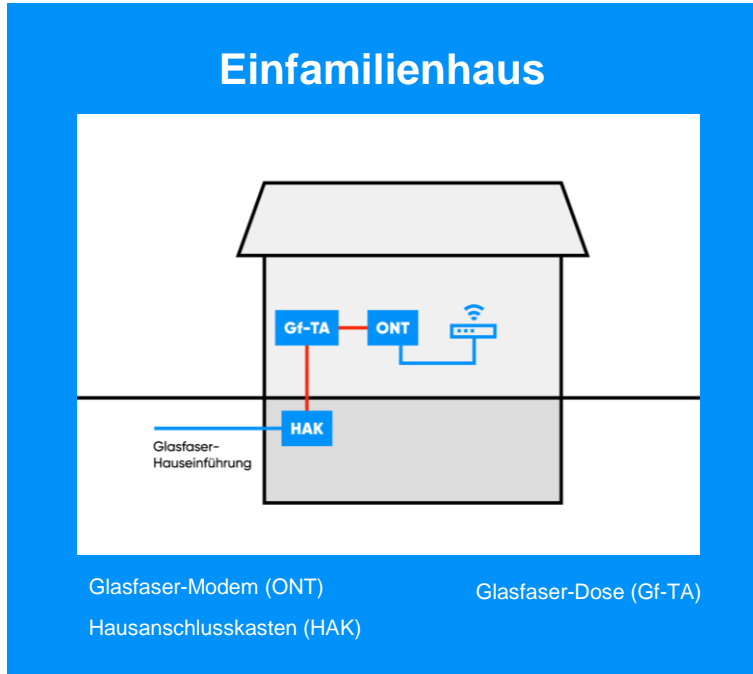 Einfamilienhaus
Gf-TA
ONT
HAK
Glasfaser-
Hauseinführung
Glasfaser-Modem (ONT)
Glasfaser-Dose (Gf-TA)
Hausanschlusskasten (HAK)